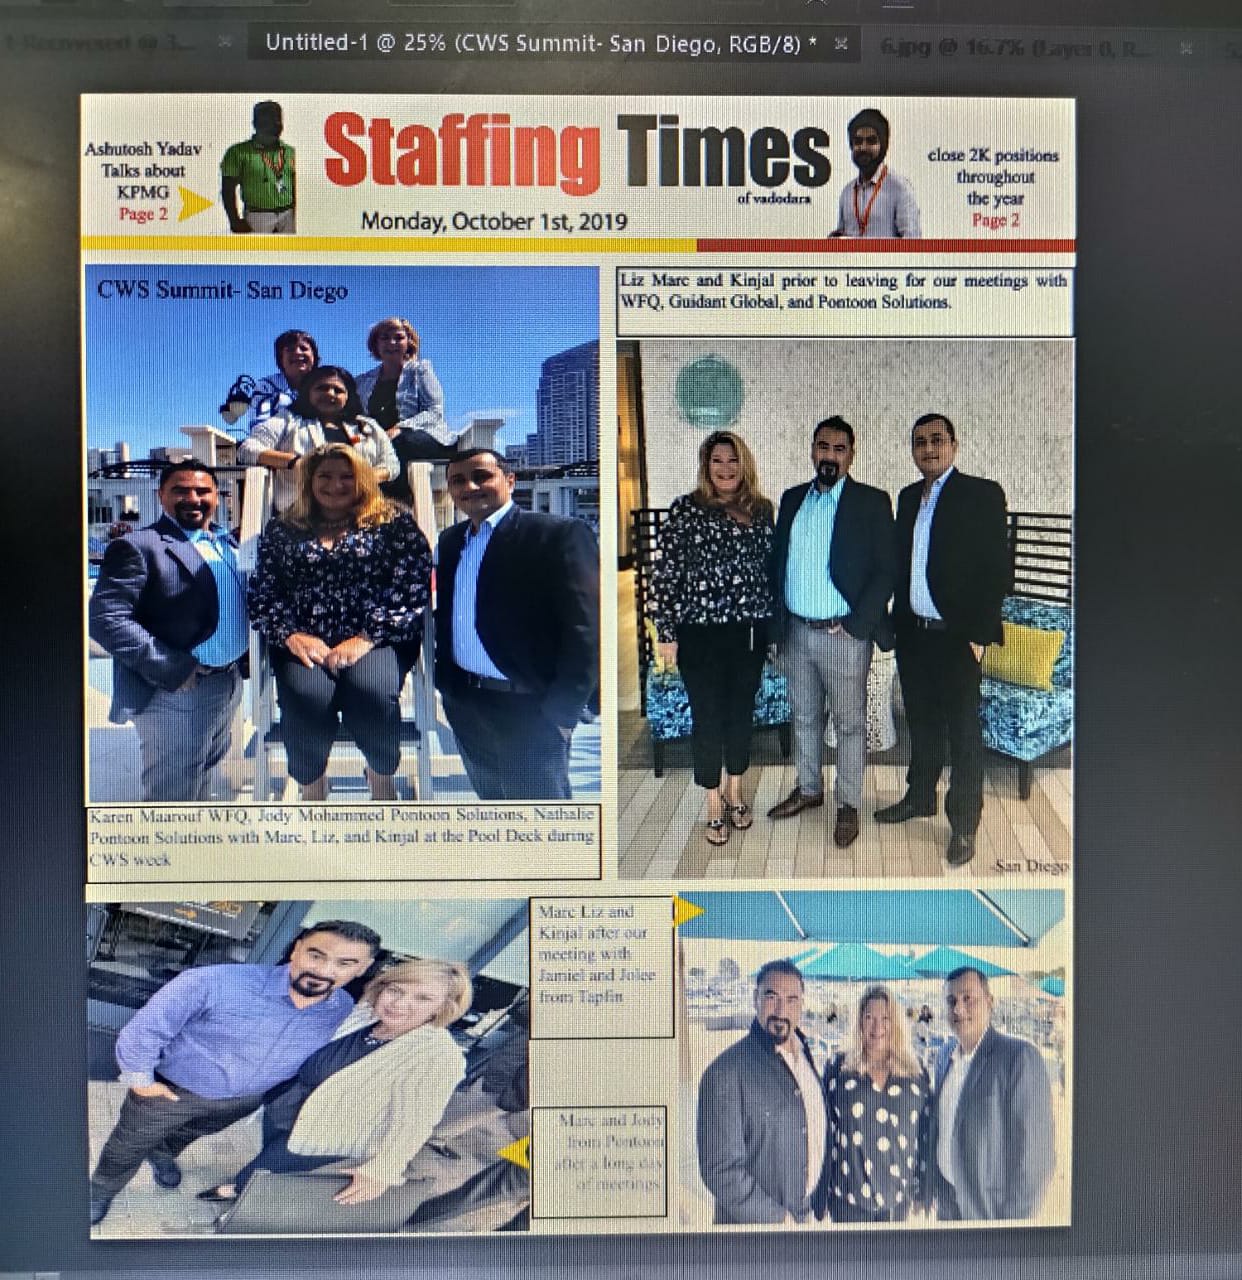 Untitled-1 @ 25% (CWS Summit- San Diego, RGB/8) *
6.jpg @ 16.7% (Layer 0, R...
Ashutosh Yadav
Talks about
KPMG
Page 2
Staffing Times
of vadodara
Monday, October 1st, 2019
close 2K positions
throughout
the year
Page 2
CWS Summit- San Diego
Liz Marc and Kinjal prior to leaving for our meetings with
WFQ, Guidant Global, and Pontoon Solutions.
Karen Maarouf WFQ, Jody Mohammed Pontoon Solutions, Nathalie
Pontoon Solutions with Marc, Liz, and Kinjal at the Pool Deck during
CWS week
-San Diego
Marc Liz and
Kinjal after our
meeting with
Jamiel and Jolee
from Tapfin
Marc and Jody
from Pontoon
after a long day
of meetings